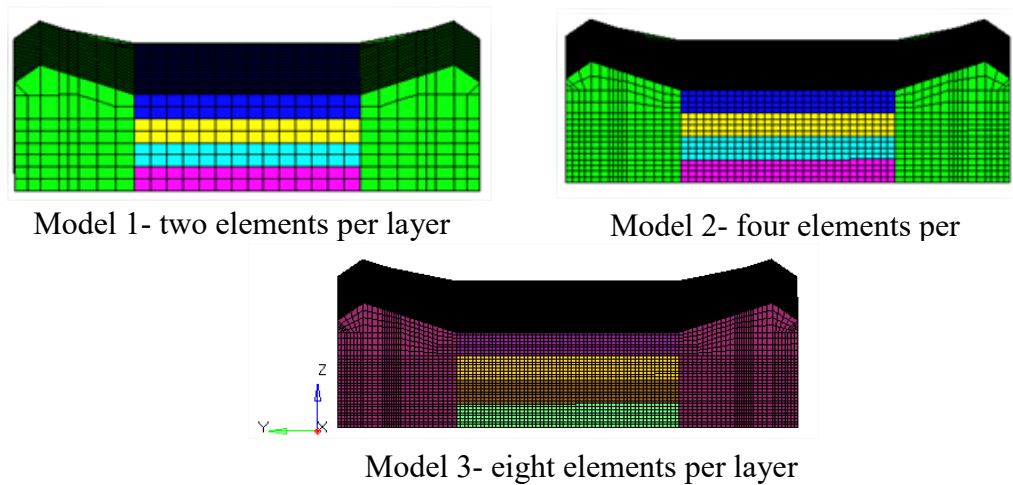 Model 1- two elements per layer
Model 2- four elements per
Z
Y
X
Model 3- eight elements per layer